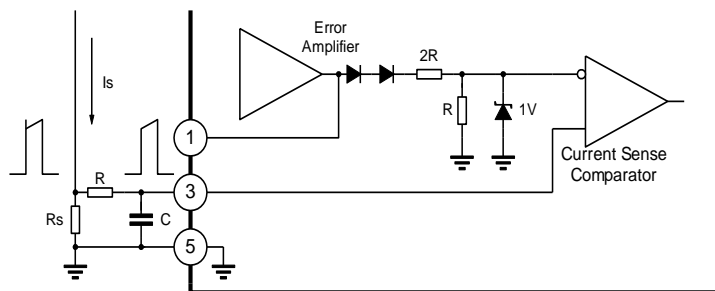 Error
Amplifier
2R
Is
R
1V
1
Current Sense
Comparator
R
3
Rs
C
5